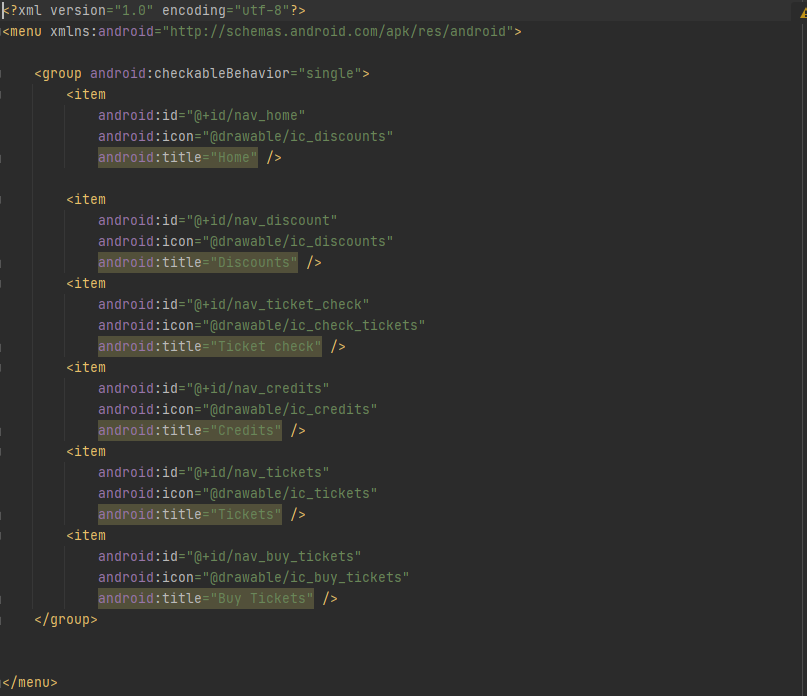 <?xml version="1.0" encoding="utf-8"?>
<menu xmlns:android="http://schemas.android.com/apk/res/android">
<group android:checkableBehavior="single">
<item
android:id="@+id/nav_home"
android:icon="@drawable/ic_discounts"
android:title="Home" />
<item
android:id="@+id/nav_discount"
android:icon="@drawable/ic_discounts"
android:title="Discounts" />
<item
android:id="@+id/nav_ticket_check"
android:icon="@drawable/ic_check_tickets"
android:title="Ticket check" />
<item
android:id="@+id/nav_credits"
android:icon="@drawable/ic_credits"
android:title="Credits" />
<item
android:id="@+id/nav_tickets"
android:icon="@drawable/ic_tickets"
android:title="Tickets" />
<item
android:id="@+id/nav_buy_tickets"
android:icon="@drawable/ic_buy_tickets"
android:title="Buy Tickets" />
</group>
</menu>